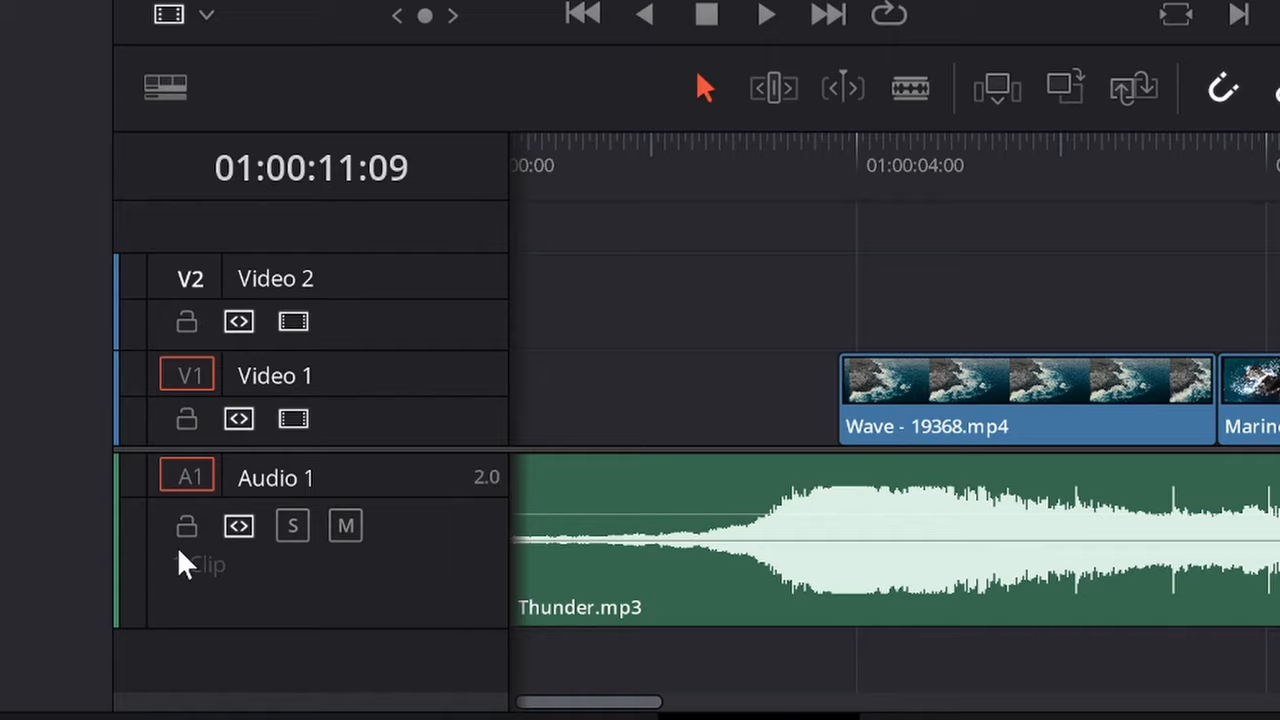 01:00:11:09
00:00
01:00:04:00
V2 Video 2
V1 Video 1
Wave - 19368.mp4
A1 Audio 1 2.0
S M
Clip
Thunder.mp3